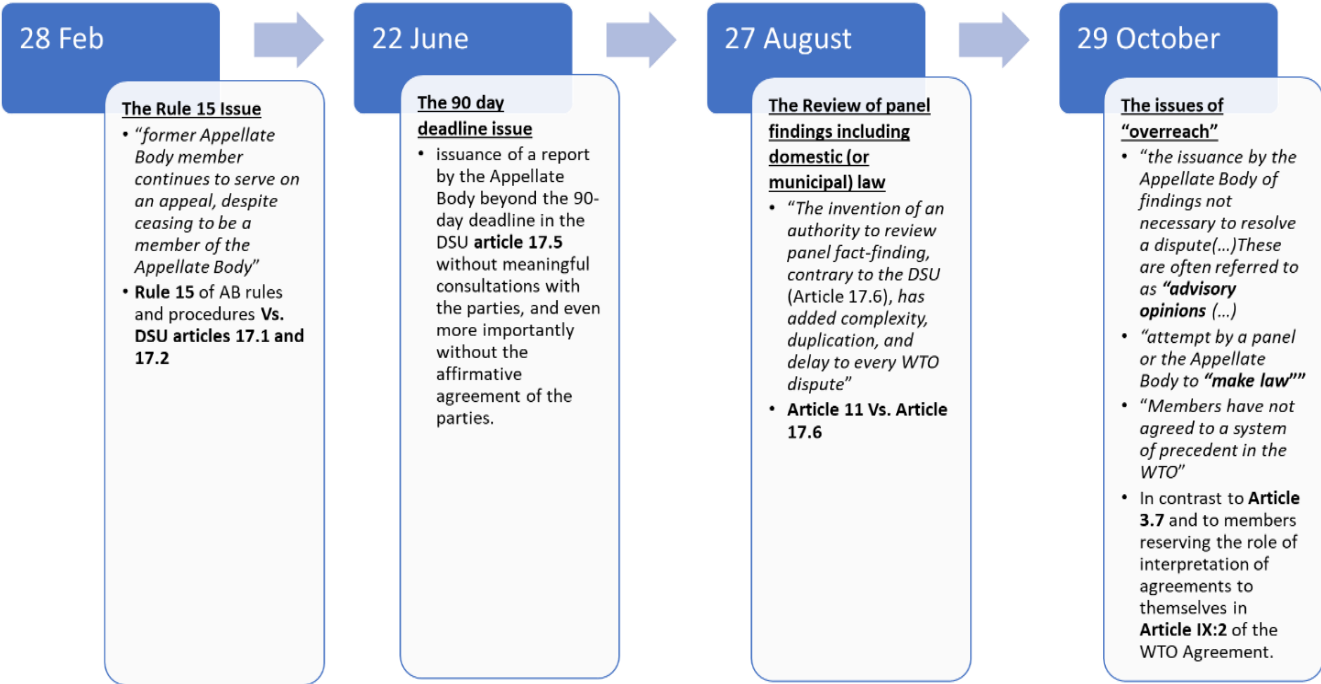 28 Feb
The Rule 15 Issue
• “former Appellate
Body member
continues to serve on
an appeal, despite
ceasing to be a
member of the
Appellate Body”
• Rule 15 of AB rules
and procedures Vs.
DSU articles 17.1 and
17.2
22 June
The 90 day
deadline issue
• issuance of a report
by the Appellate
Body beyond the 90-
day deadline in the
DSU article 17.5
without meaningful
consultations with
the parties, and even
more importantly
without the
affirmative
agreement of the
parties.
27 August
The Review of panel
findings including
domestic (or
municipal) law
• “The invention of an
authority to review
panel fact-finding,
contrary to the DSU
(Article 17.6), has
added complexity,
duplication, and
delay to every WTO
dispute”
• Article 11 Vs. Article
17.6
29 October
The issues of
“overreach”
• “the issuance by the
Appellate Body of
findings not
necessary to resolve
a dispute(…)These
are often referred to
as “advisory
opinions (…)
• “attempt by a panel
or the Appellate
Body to “make law””
• “Members have not
agreed to a system
of precedent in the
WTO”
• In contrast to Article
3.7 and to members
reserving the role of
interpretation of
agreements to
themselves in
Article IX:2 of the
WTO Agreement.